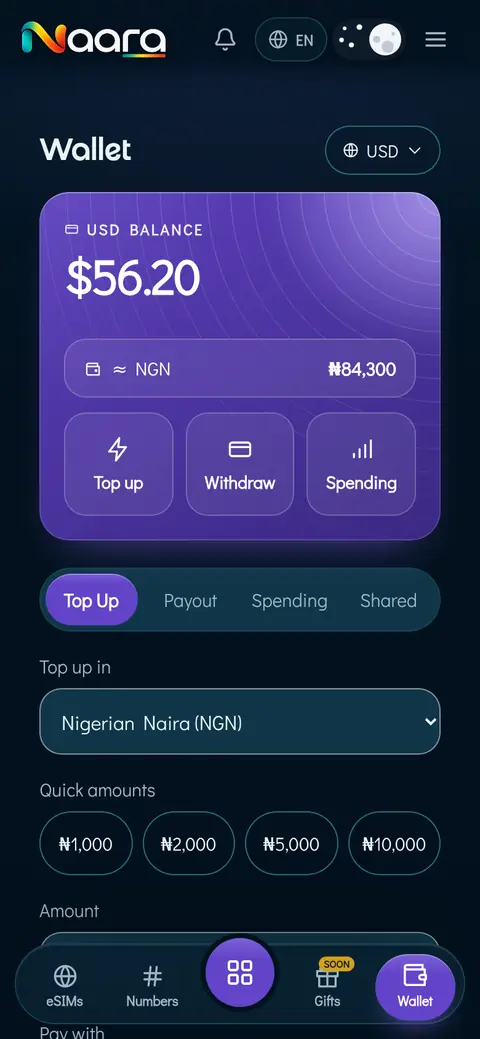 Naara
EN
Wallet
USD
USD BALANCE
$56.20
≈ NGN
₦84,300
Top up
Withdraw
Spending
Top Up
Payout
Spending
Shared
Top up in
Nigerian Naira (NGN)
Quick amounts
₦1,000
₦2,000
₦5,000
₦10,000
Amount
SOON
eSIMs
Numbers
Gifts
Wallet
Pay with